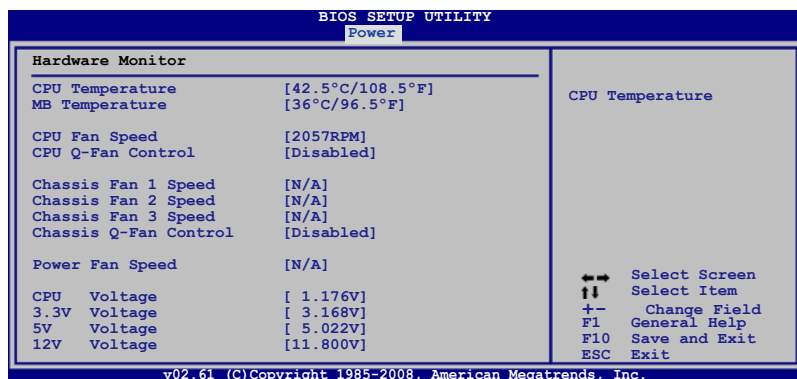 BIOS SETUP UTILITY
Power
Hardware Monitor
CPU Temperature [42.5°C/108.5°F]
MB Temperature [36°C/96.5°F]
CPU Fan Speed [2057RPM]
CPU Q-Fan Control [Disabled]
Chassis Fan 1 Speed [N/A]
Chassis Fan 2 Speed [N/A]
Chassis Fan 3 Speed [N/A]
Chassis Q-Fan Control [Disabled]
Power Fan Speed [N/A]
CPU Voltage [ 1.176V]
3.3V Voltage [ 3.168V]
5V Voltage [ 5.022V]
12V Voltage [11.800V]
CPU Temperature
←→ Select Screen
↑↓ Select Item
+- Change Field
F1 General Help
F10 Save and Exit
ESC Exit
v02.61 (C)Copyright 1985-2008, American Megatrends, Inc.